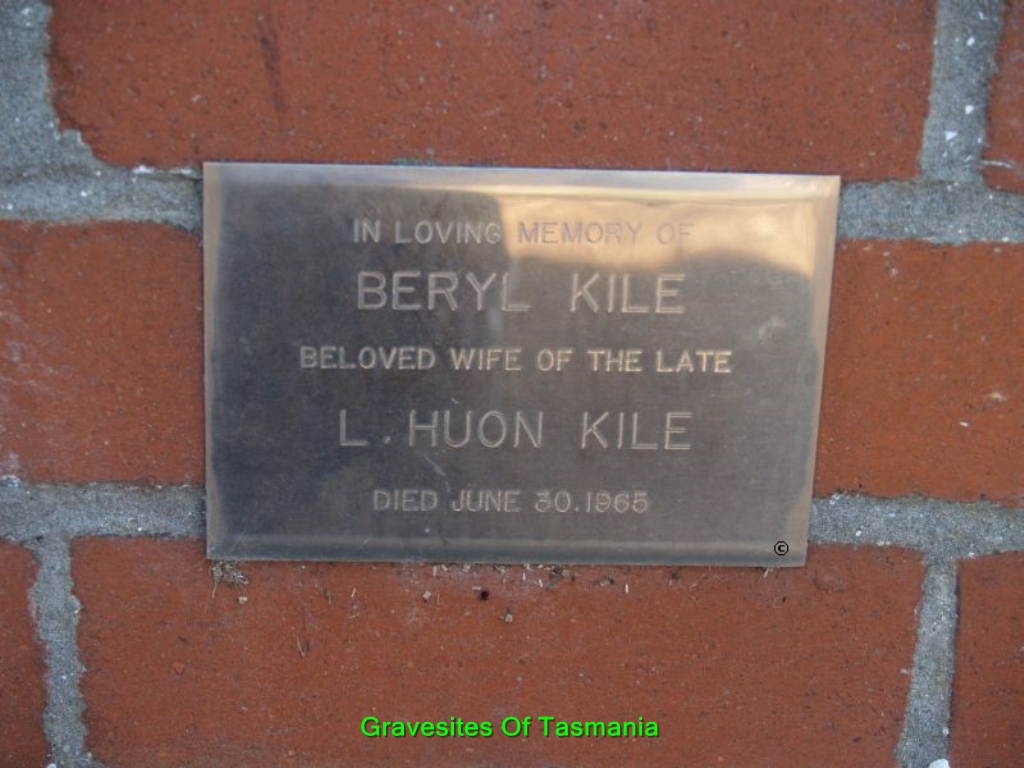 IN LOVING MEMORY OF
BERYL KILE
BELOVED WIFE OF THE LATE
L. HUON KILE
DIED JUNE 30.1965
©
Gravesites Of Tasmania